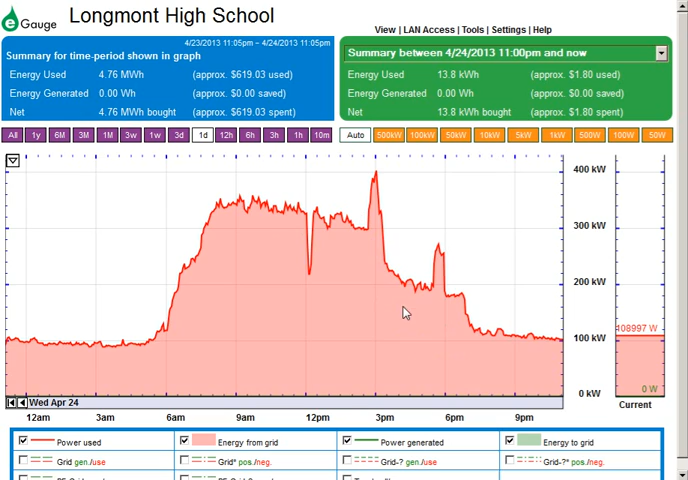 eGauge
Longmont High School
View | LAN Access | Tools | Settings | Help
4/23/2013 11:05pm – 4/24/2013 11:05pm
Summary for time-period shown in graph
Energy Used 4.76 MWh (approx. $619.03 used)
Energy Generated 0.00 Wh (approx. $0.00 saved)
Net 4.76 MWh bought (approx. $619.03 spent)
Summary between 4/24/2013 11:00pm and now
Energy Used 13.8 kWh (approx. $1.80 used)
Energy Generated 0.00 Wh (approx. $0.00 saved)
Net 13.8 kWh bought (approx. $1.80 spent)
All 1y 6M 3M 1M 3w 1w 3d 1d 12h 6h 3h 1h 10m
Auto 500kW 100kW 50kW 10kW 5kW 1kW 500W 100W 50W
400 kW
300 kW
200 kW
108997 W
100 kW
0 W
0 kW
Wed Apr 24
Current
12am 3am 6am 9am 12pm 3pm 6pm 9pm
Power used Energy from grid Power generated Energy to grid
Grid gen./use Grid* pos./neg. Grid-? gen./use Grid-?* pos./neg.